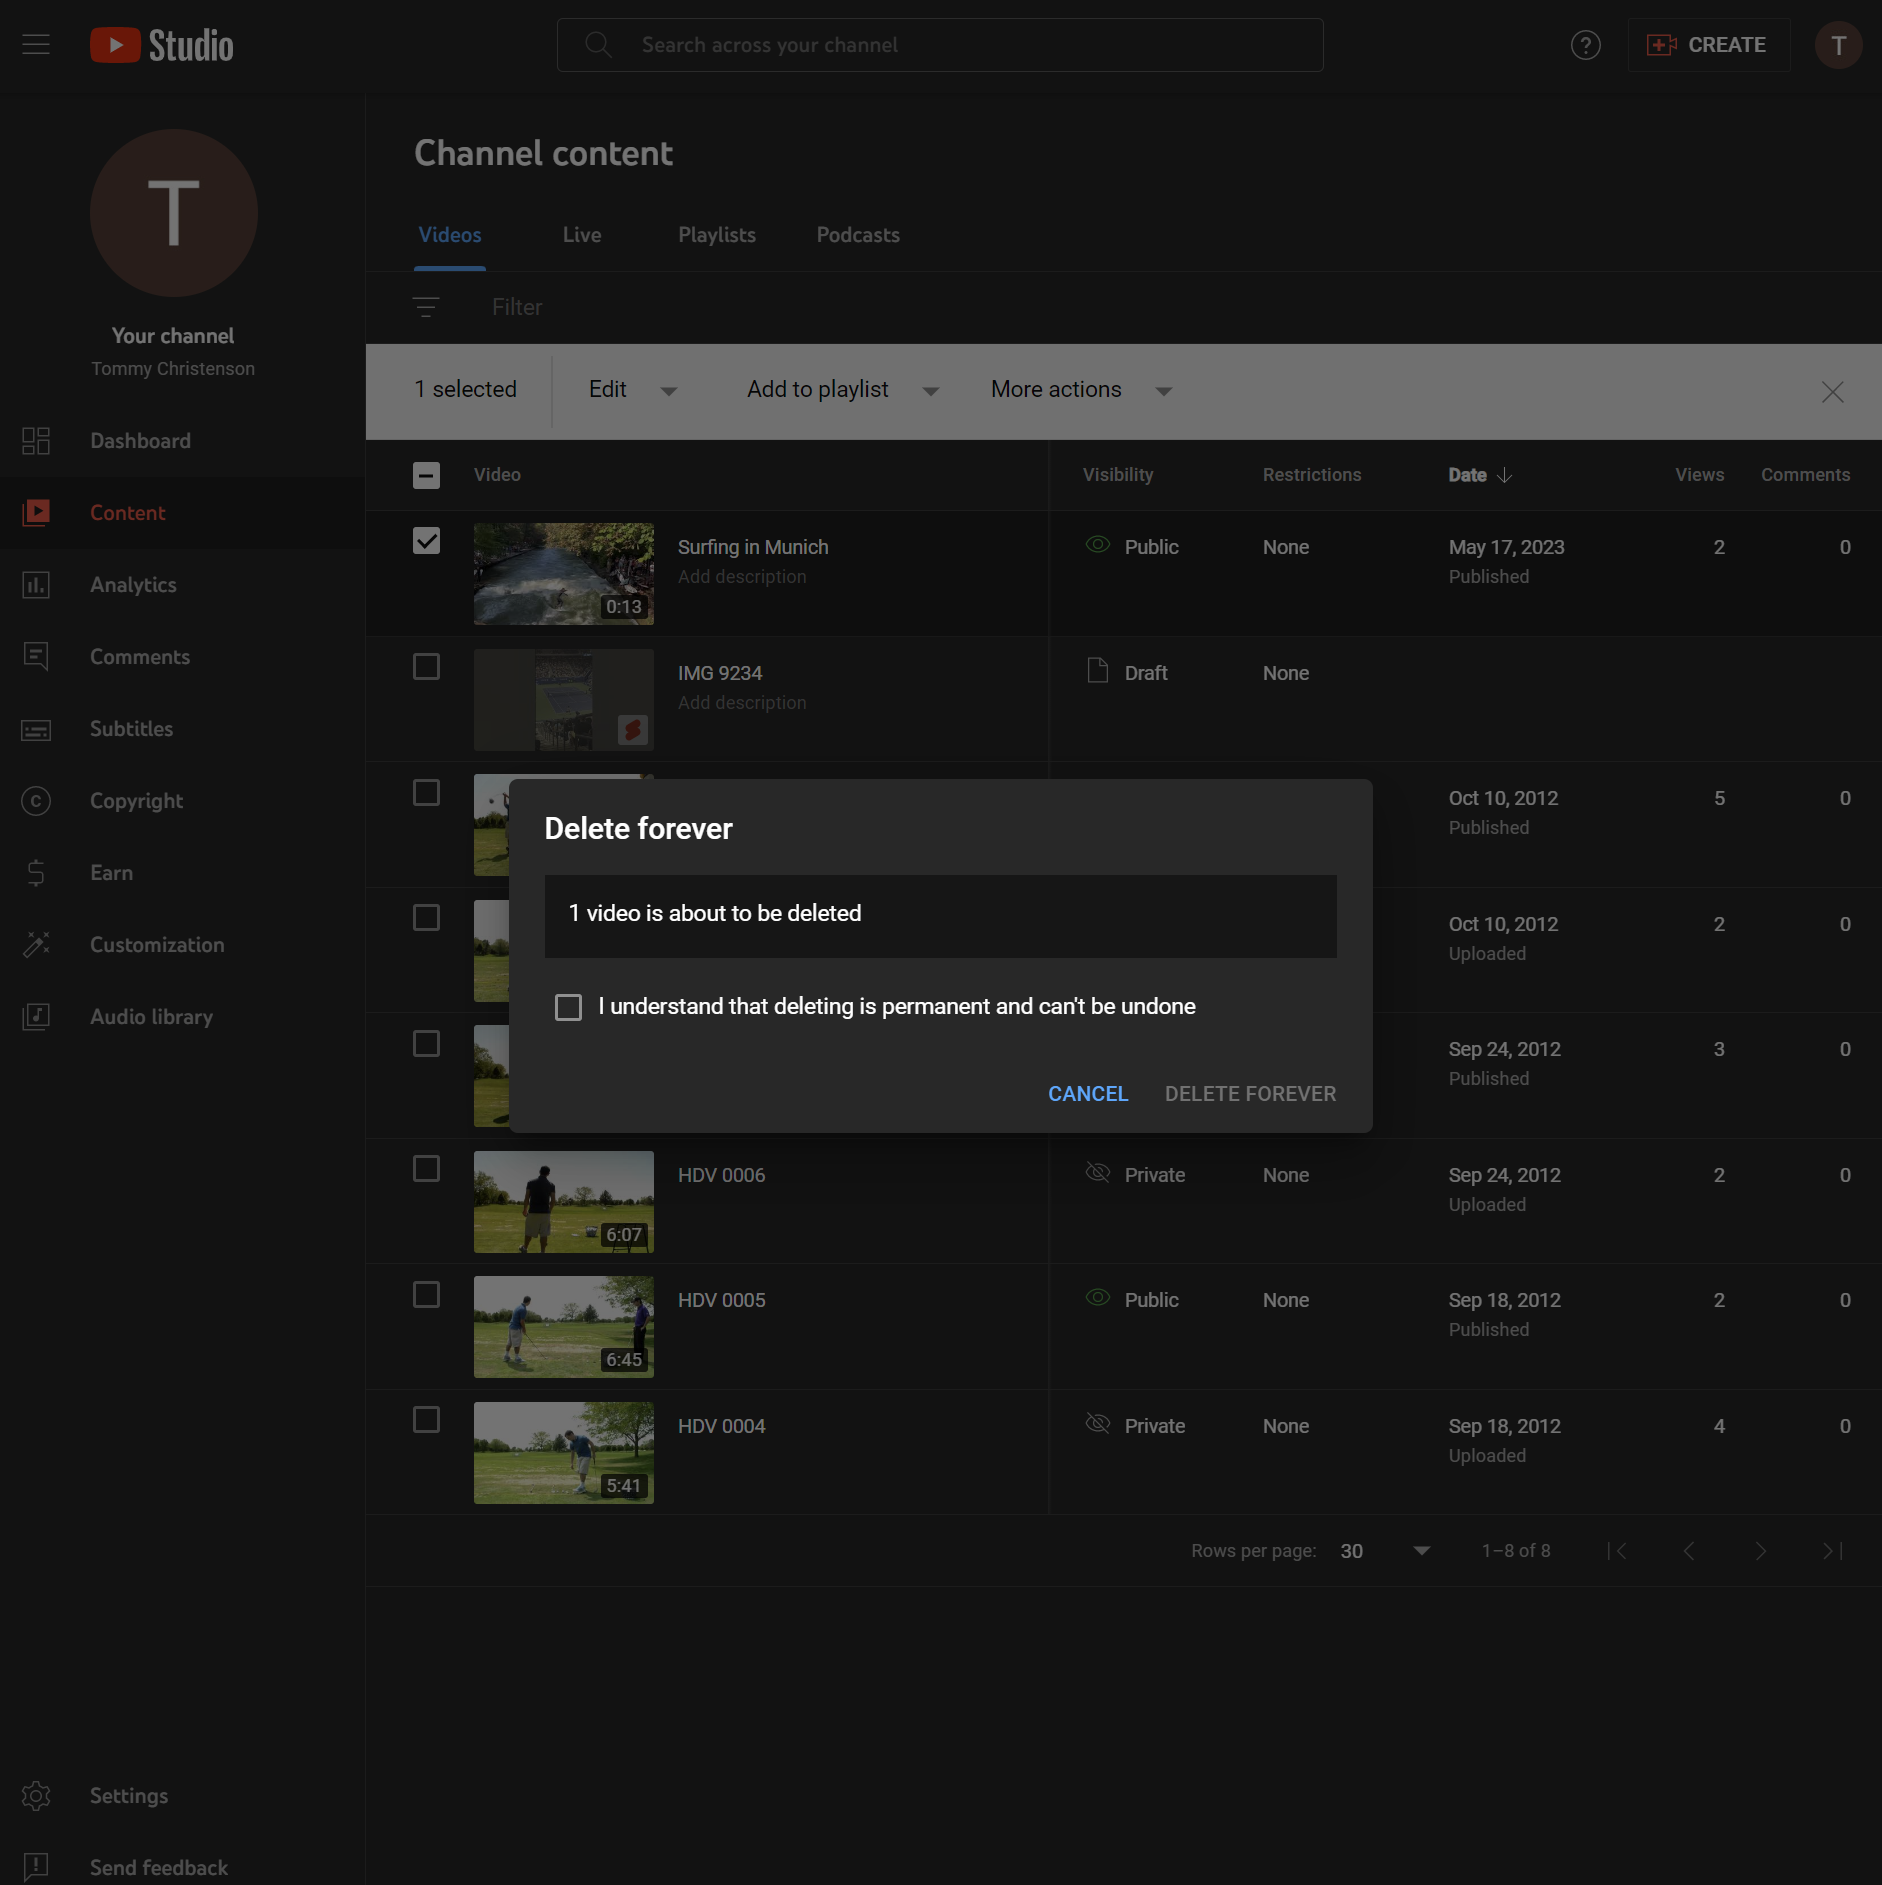 Studio
Search across your channel
?
CREATE
T
T
Your channel
Tommy Christenson
Dashboard
Content
Analytics
Comments
Subtitles
Copyright
Earn
Customization
Audio library
Settings
Send feedback
Channel content
Videos Live Playlists Podcasts
Filter
1 selected Edit Add to playlist More actions
Video Visibility Restrictions Date Views Comments
Surfing in Munich Public None May 17, 2023 2 0
Add description Published
0:13
IMG 9234 Draft None
Add description
Oct 10, 2012 5 0
Published
Oct 10, 2012 2 0
Uploaded
Sep 24, 2012 3 0
Published
Delete forever
1 video is about to be deleted
I understand that deleting is permanent and can't be undone
CANCEL DELETE FOREVER
HDV 0006 Private None Sep 24, 2012 2 0
Uploaded
6:07
HDV 0005 Public None Sep 18, 2012 2 0
Published
6:45
HDV 0004 Private None Sep 18, 2012 4 0
Uploaded
5:41
Rows per page: 30 1–8 of 8